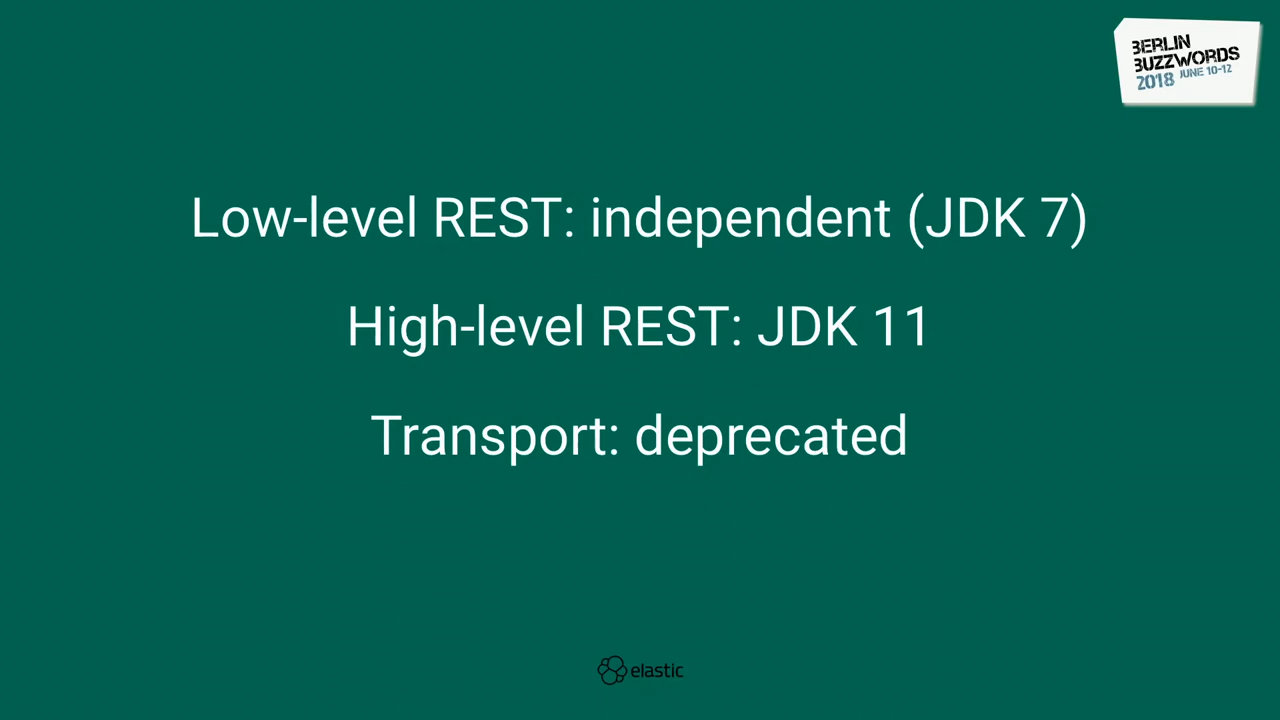 BERLIN
BUZZWORDS
2018 JUNE 10-12
Low-level REST: independent (JDK 7)
High-level REST: JDK 11
Transport: deprecated
elastic